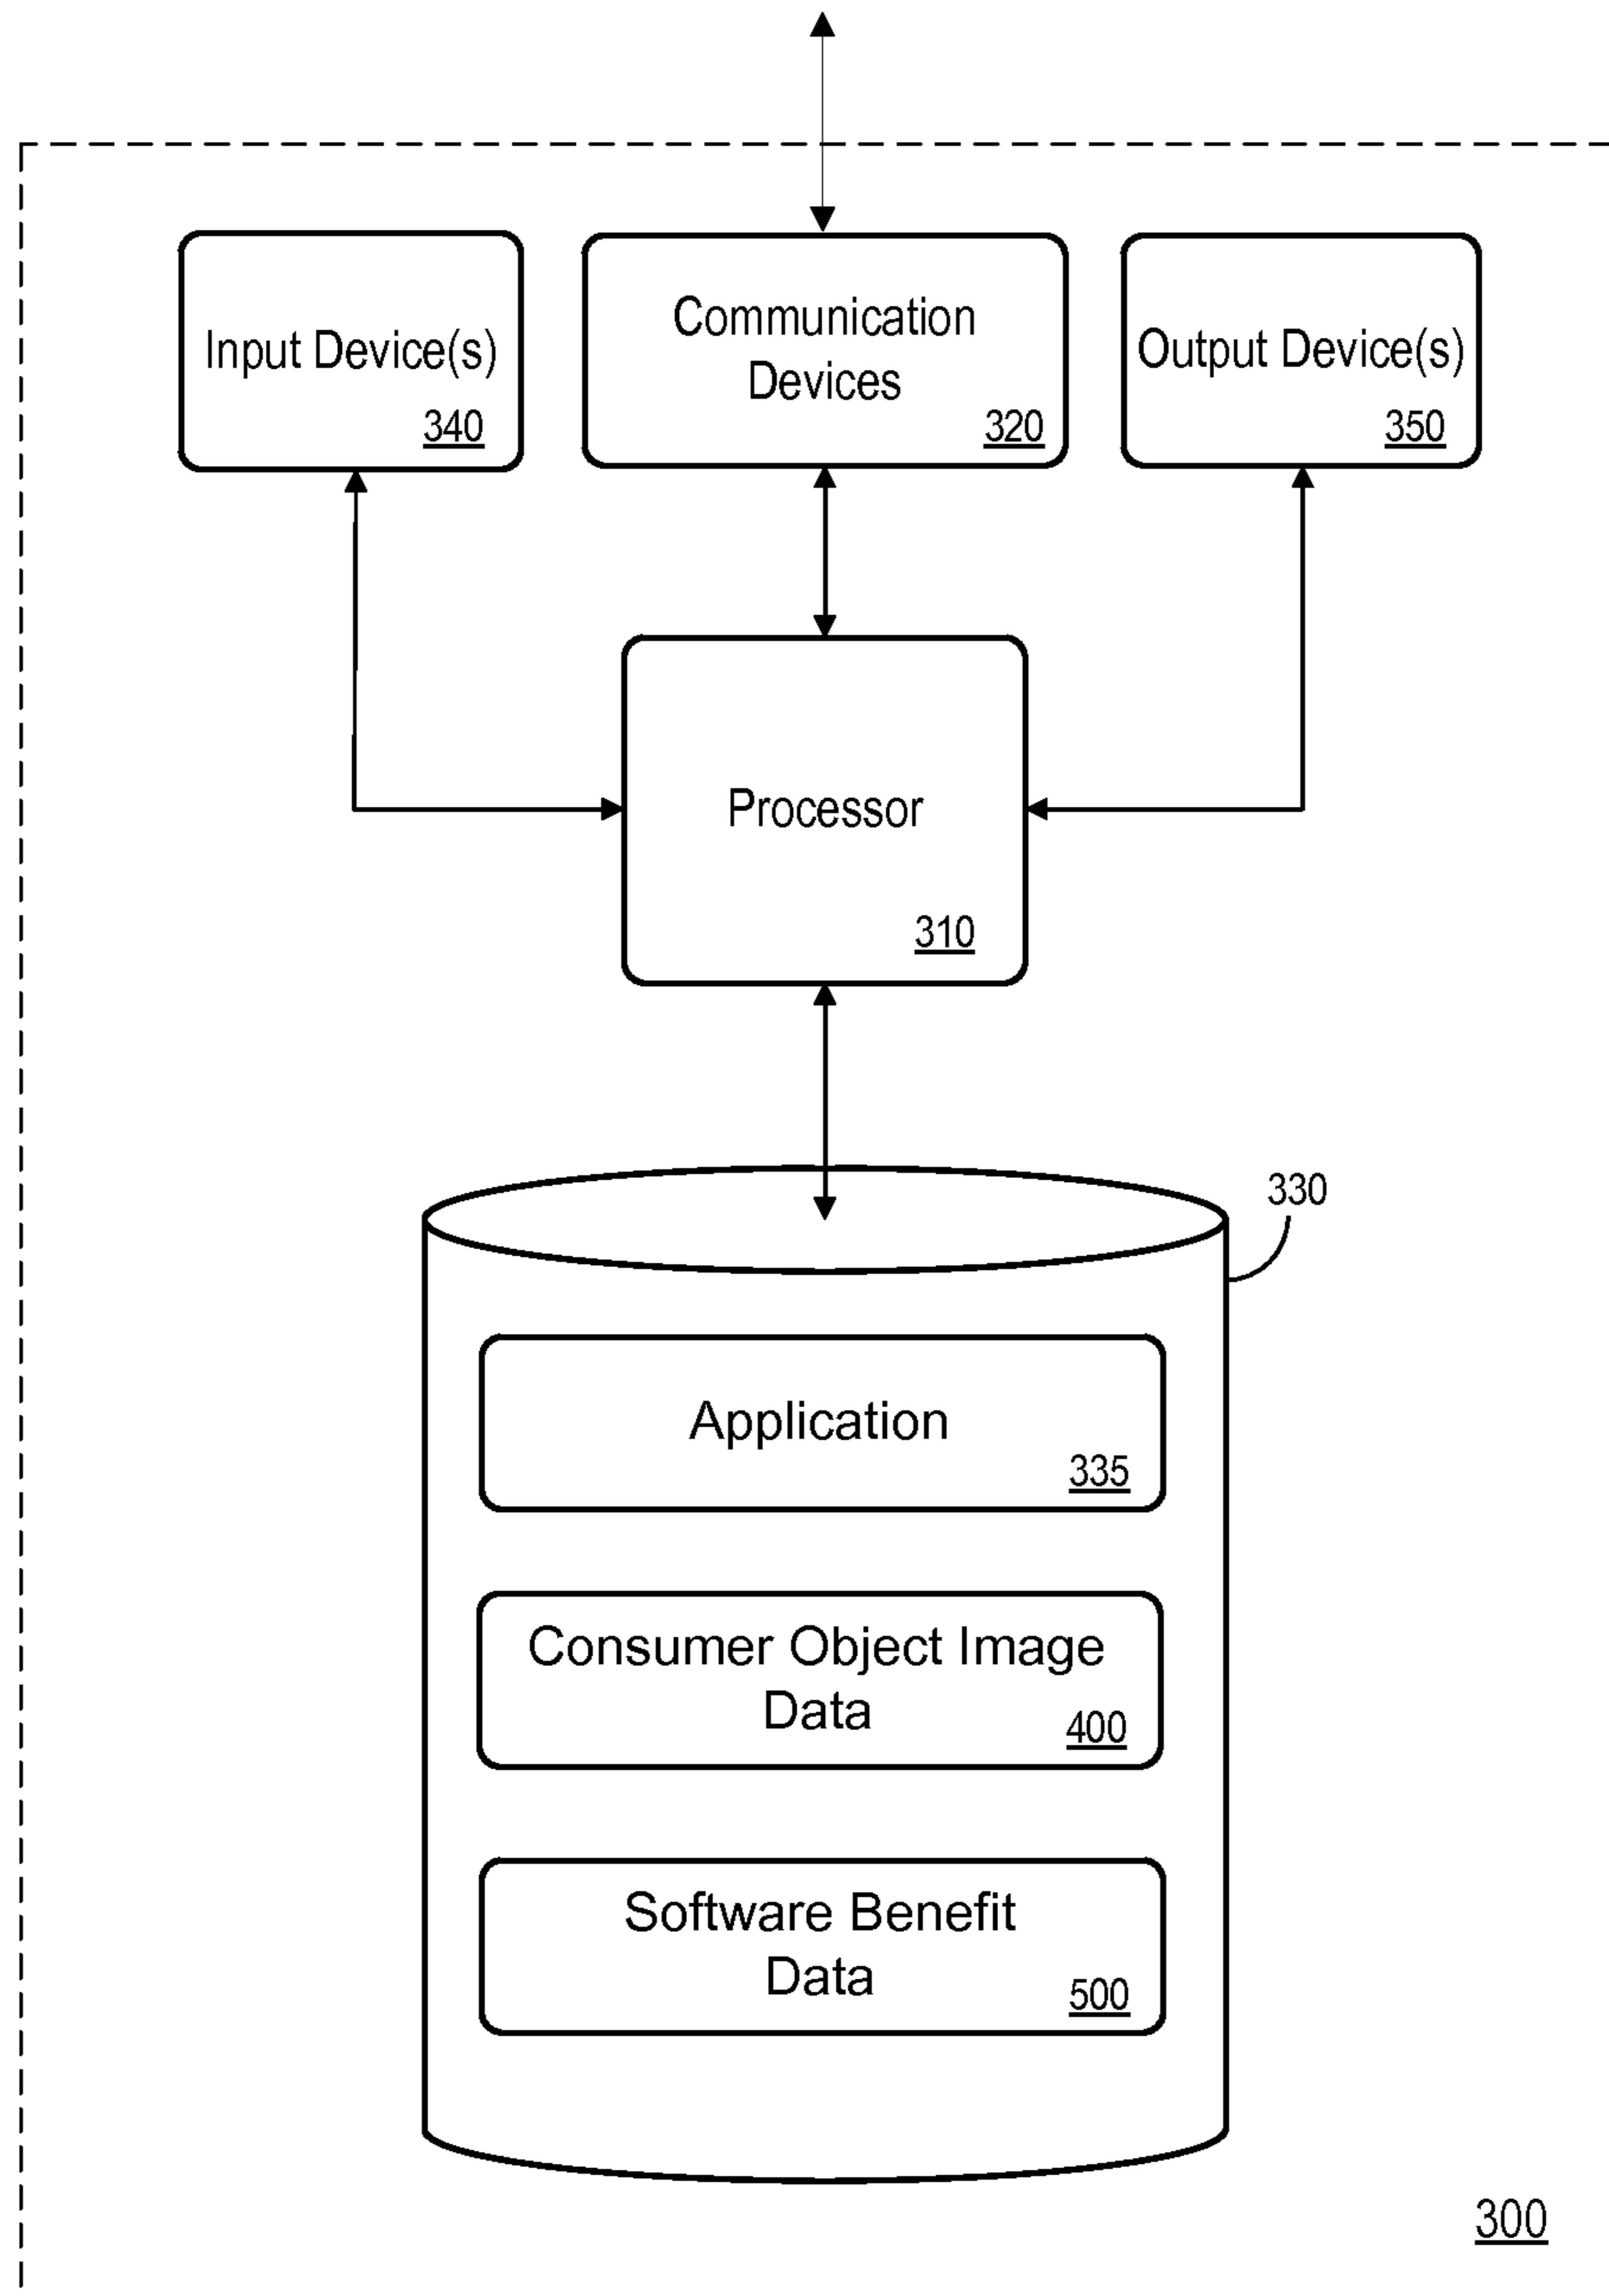 Input Device(s)
340
Communication
Devices
320
Output Device(s)
350
Processor
310
330
Application
335
Consumer Object Image
Data
400
Software Benefit
Data
500
300